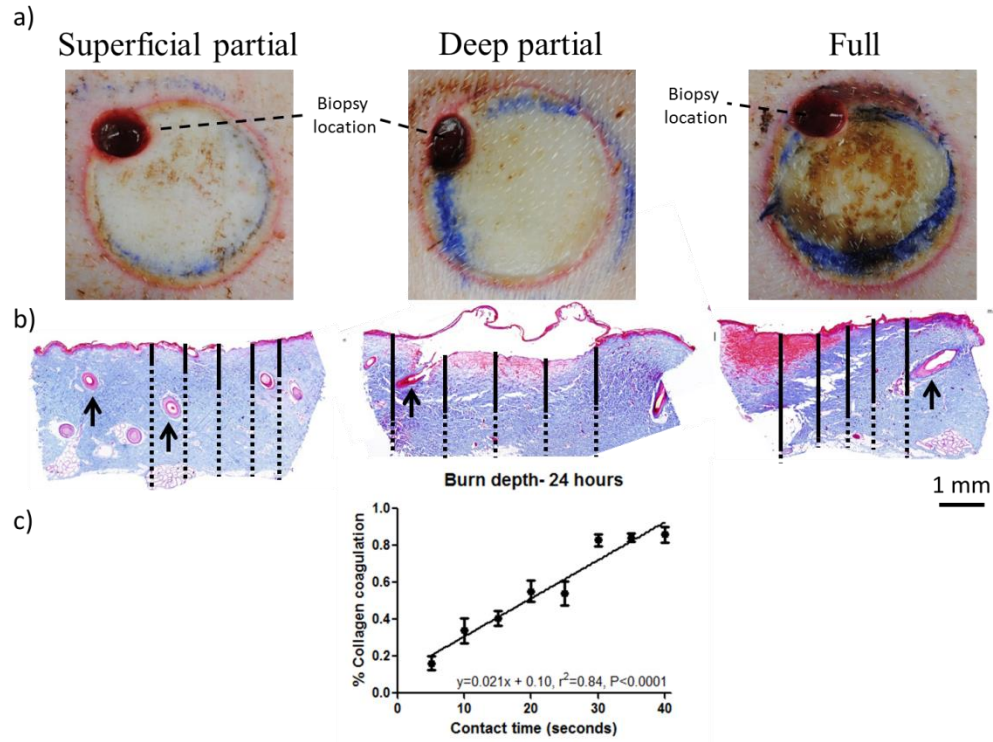 a)
Superficial partial
Deep partial
Full
Biopsy
location
Biopsy
location
b)
1 mm
Burn depth- 24 hours
c)
% Collagen coagulation
1.0
0.8
0.6
0.4
0.2
0.0
y=0.021x + 0.10, r²=0.84, P<0.0001
0
10
20
30
40
Contact time (seconds)